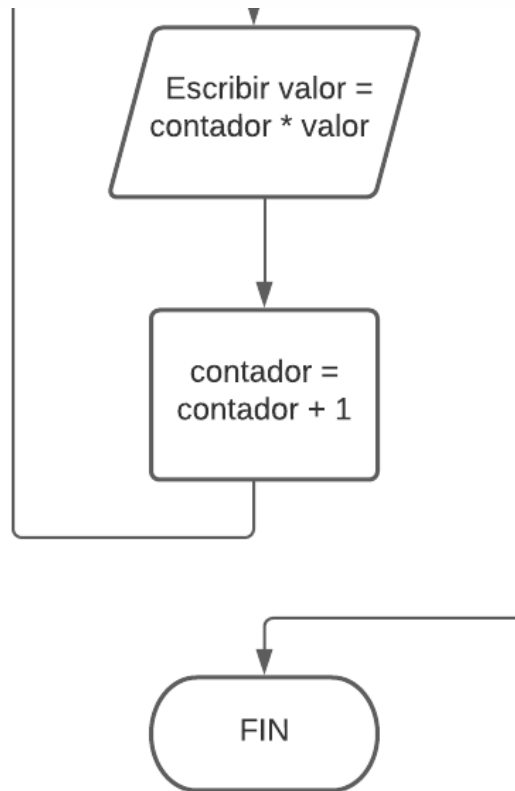 Escribir valor =
contador * valor
contador =
contador + 1
FIN